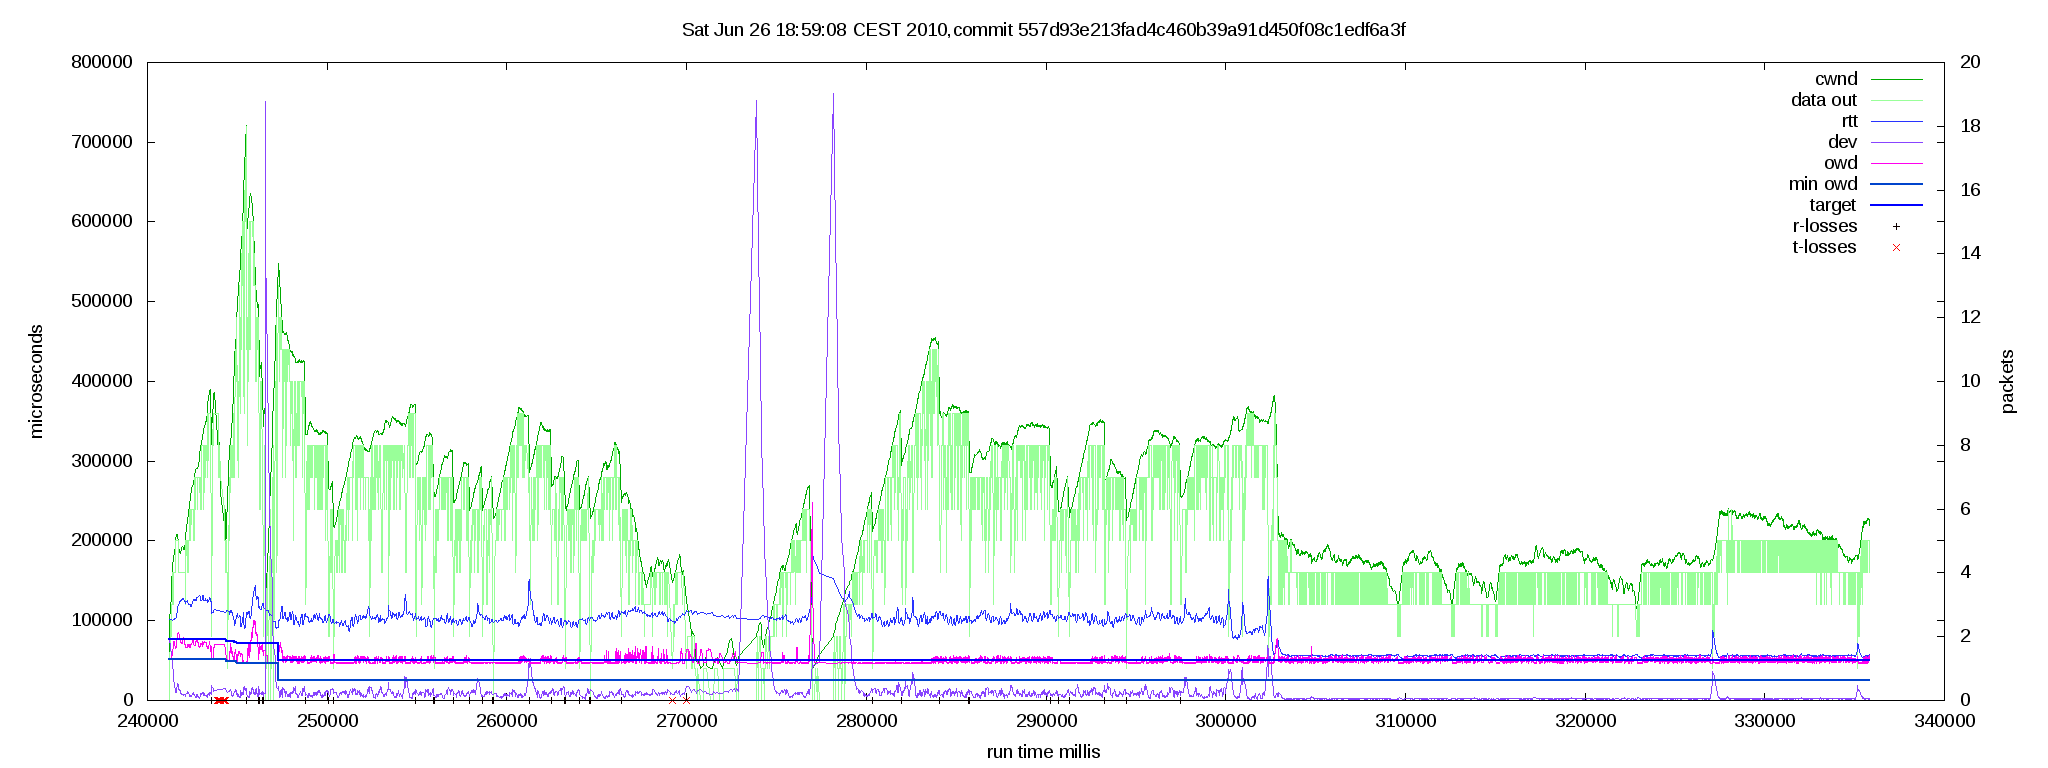 Sat Jun 26 18:59:08 CEST 2010,commit 557d93e213fad4c460b39a91d450f08c1edf6a3f
microseconds
800000
700000
600000
500000
400000
300000
200000
100000
0
20
18
16
14
12
10
8
6
4
2
0
packets
cwnd
data out
rtt
dev
owd
min owd
target
r-losses
t-losses
240000 250000 260000 270000 280000 290000 300000 310000 320000 330000 340000
run time millis